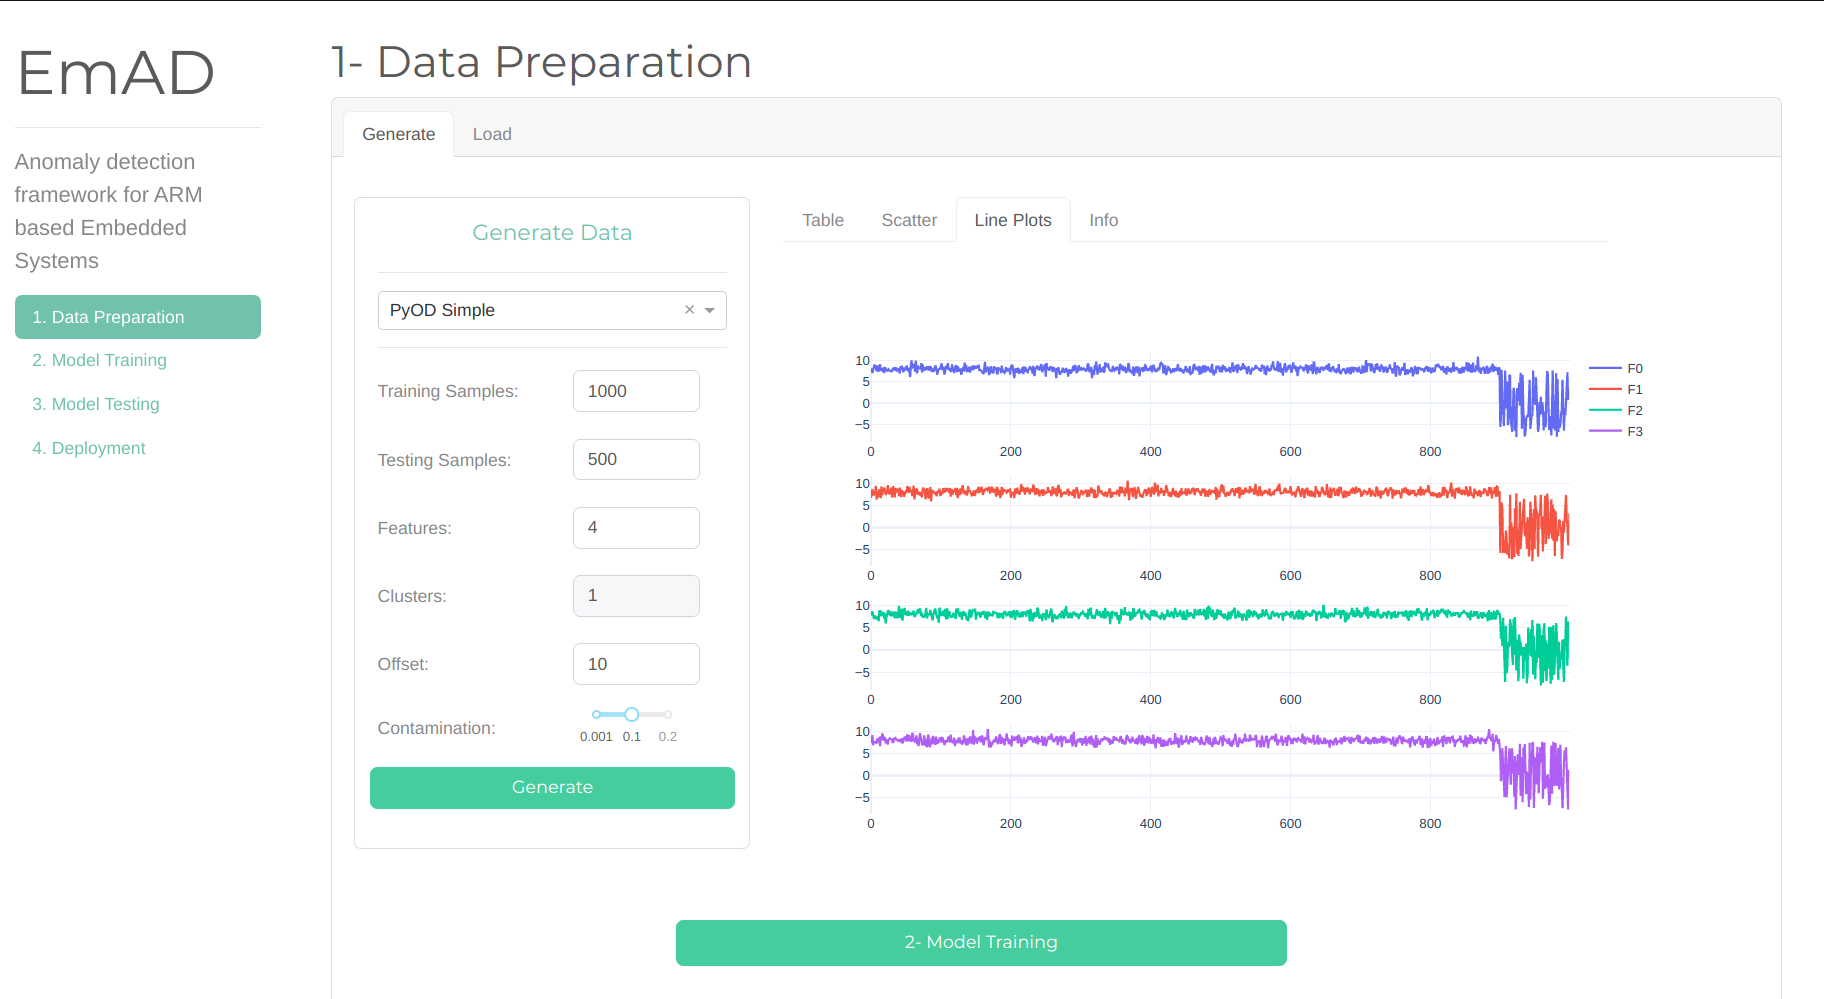 EmAD
Anomaly detection
framework for ARM
based Embedded
Systems
1. Data Preparation
2. Model Training
3. Model Testing
4. Deployment
1- Data Preparation
Generate Load
Generate Data
PyOD Simple
Training Samples: 1000
Testing Samples: 500
Features: 4
Clusters: 1
Offset: 10
Contamination:
0.001 0.1 0.2
Generate
Table Scatter Line Plots Info
10
5
0
−5
0 200 400 600 800
10
5
0
−5
0 200 400 600 800
10
5
0
−5
0 200 400 600 800
10
5
0
−5
0 200 400 600 800
F0
F1
F2
F3
2- Model Training